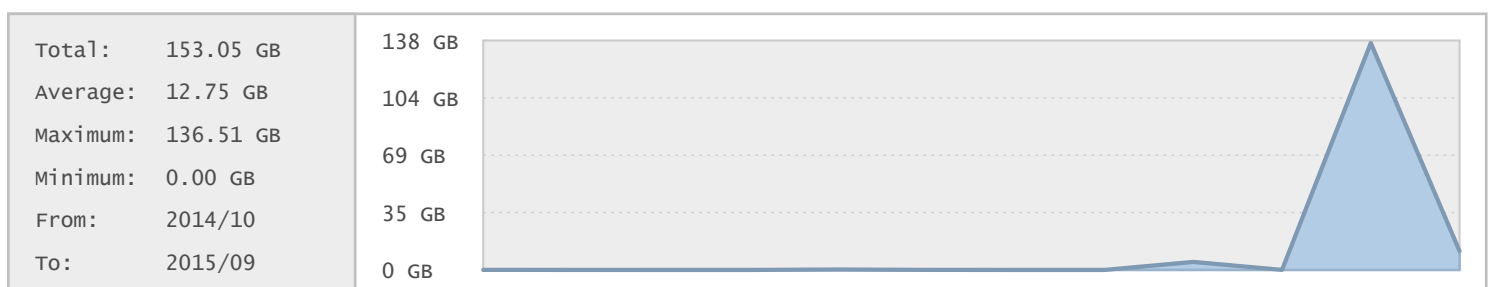 Total: 153.05 GB
Average: 12.75 GB
Maximum: 136.51 GB
Minimum: 0.00 GB
From: 2014/10
To: 2015/09
138 GB
104 GB
69 GB
35 GB
0 GB